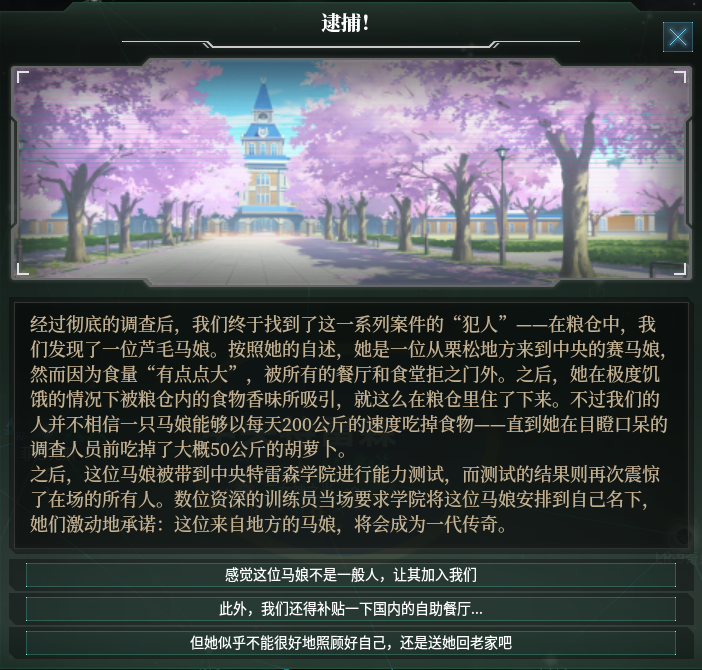 逮捕！
经过彻底的调查后，我们终于找到了这一系列案件的“犯人”——在粮仓中，我
们发现了一位芦毛马娘。按照她的自述，她是一位从栗松地方来到中央的赛马娘，
然而因为食量“有点点大”，被所有的餐厅和食堂拒之门外。之后，她在极度饥
饿的情况下被粮仓内的食物香味所吸引，就这么在粮仓里住了下来。不过我们的
人并不相信一只马娘能够以每天200公斤的速度吃掉食物——直到她在目瞪口呆的
调查人员前吃掉了大概50公斤的胡萝卜。
之后，这位马娘被带到中央特雷森学院进行能力测试，而测试的结果则再次震惊
了在场的所有人。数位资深的训练员当场要求学院将这位马娘安排到自己名下，
她们激动地承诺：这位来自地方的马娘，将会成为一代传奇。
感觉这位马娘不是一般人，让其加入我们
此外，我们还得补贴一下国内的自助餐厅...
但她似乎不能很好地照顾好自己，还是送她回老家吧